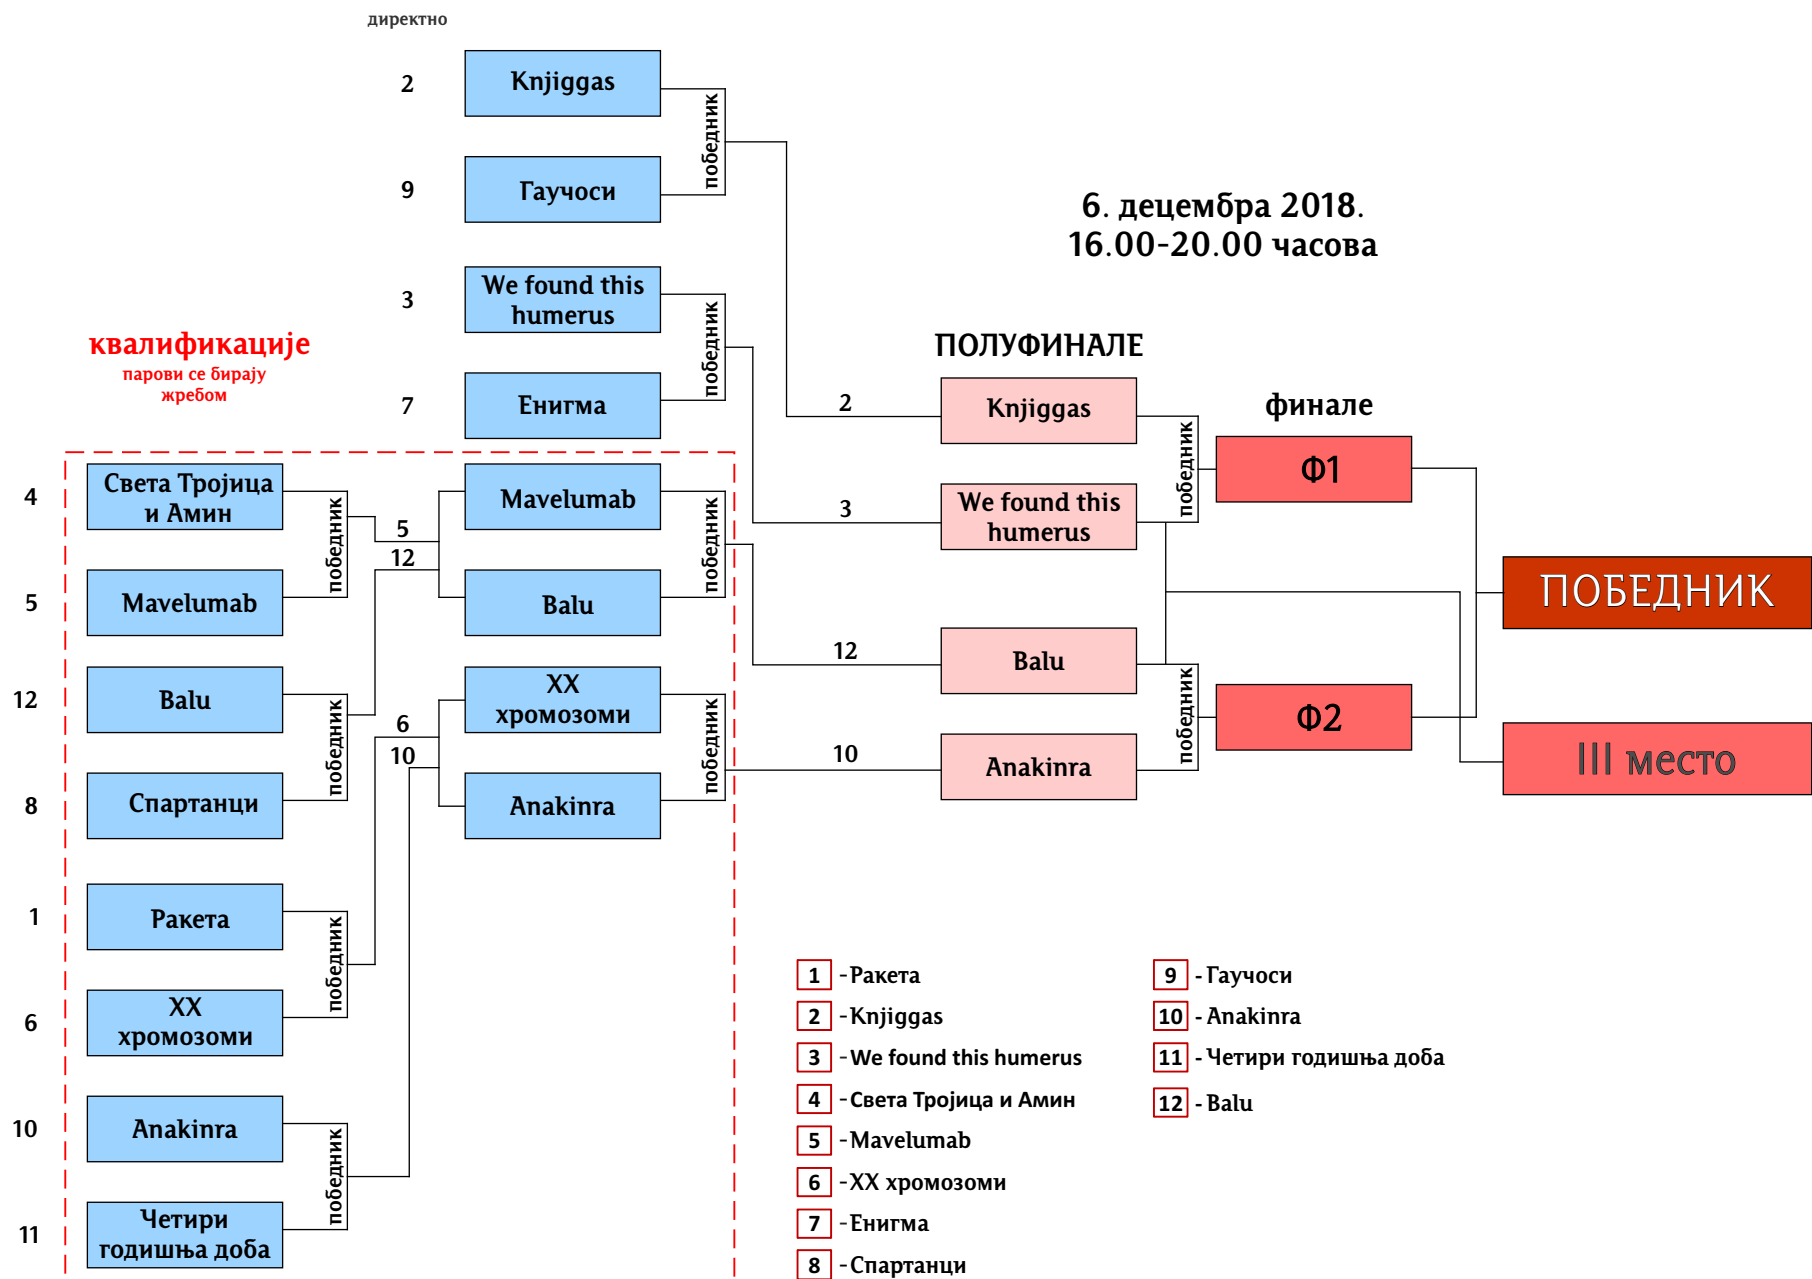 директно
2
Knjiggas
победник
9
Гаучоси
6. децембра 2018.
16.00-20.00 часова
3
We found this
humerus
победник
7
Енигма
квалификације
парови се бирају
жребом
4
Света Тројица
и Амин
победник
5
Mavelumab
12
Balu
победник
8
Спартанци
1
Ракета
победник
6
XX
хромозоми
10
Anakinra
победник
11
Четири
годишња доба
5
12
Mavelumab
победник
Balu
6
10
XX
хромозоми
победник
Anakinra
ПОЛУФИНАЛЕ
2
Knjiggas
победник
3
We found this
humerus
12
Balu
победник
10
Anakinra
финале
Ф1
Ф2
ПОБЕДНИК
III место
1 -Ракета
2 -Knjiggas
3 -We found this humerus
4 -Света Тројица и Амин
5 -Mavelumab
6 -XX хромозоми
7 -Енигма
8 -Спартанци
9 -Гаучоси
10 -Anakinra
11 -Четири годишња доба
12 -Balu